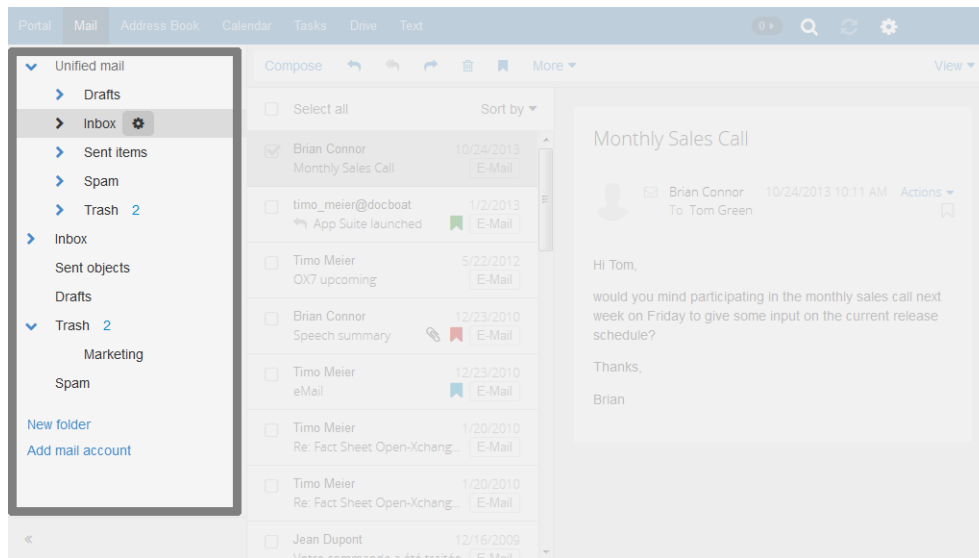 Portal Mail Address Book Calendar Tasks Drive Text 0
Unified mail
Drafts
Inbox
Sent items
Spam
Trash 2
Inbox
Sent objects
Drafts
Trash 2
Marketing
Spam
New folder
Add mail account
«
Compose More View
Select all Sort by
Brian Connor 10/24/2013
Monthly Sales Call E-Mail
timo_meier@docboat 1/2/2013
App Suite launched E-Mail
Timo Meier 5/22/2012
OX7 upcoming E-Mail
Brian Connor 12/23/2010
Speech summary E-Mail
Timo Meier 12/23/2010
eMail E-Mail
Timo Meier 1/20/2010
Re: Fact Sheet Open-Xchang... E-Mail
Timo Meier 1/20/2010
Re: Fact Sheet Open-Xchang... E-Mail
Jean Dupont 12/16/2009
Votre commande a été traitée E-Mail
Monthly Sales Call
Brian Connor 10/24/2013 10:11 AM Actions
To Tom Green
Hi Tom,
would you mind participating in the monthly sales call next
week on Friday to give some input on the current release
schedule?
Thanks,
Brian